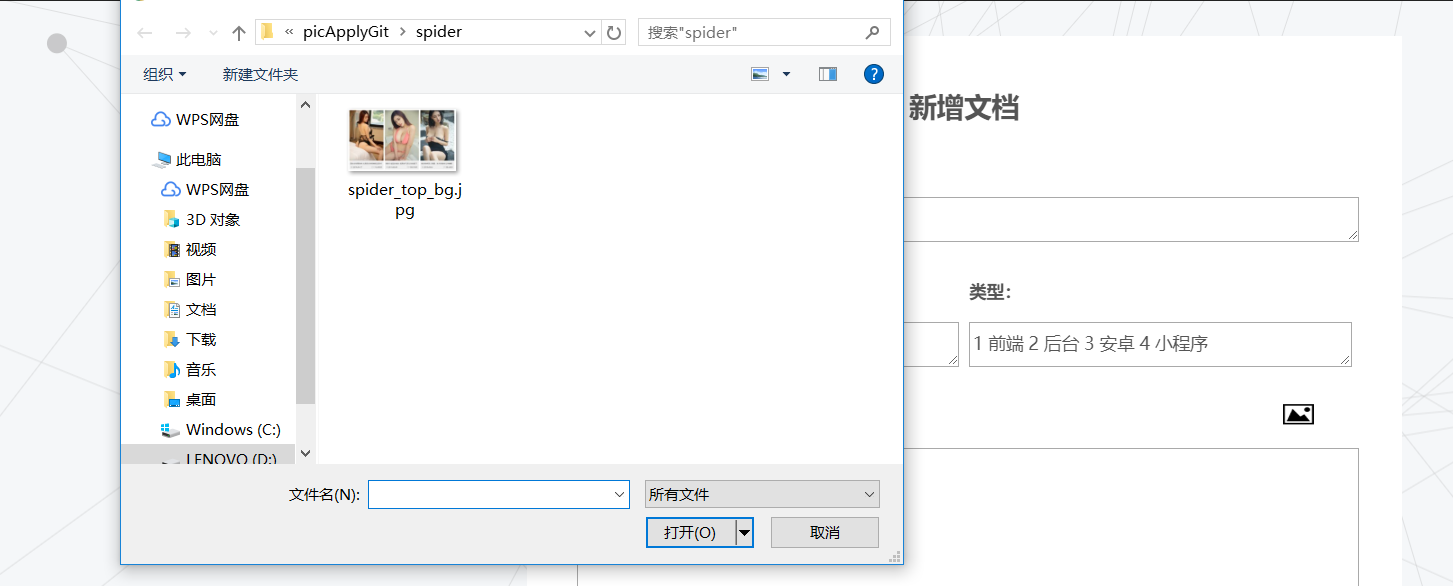 « picApplyGit > spider
搜索"spider"
组织
新建文件夹
?
WPS网盘
此电脑
WPS网盘
3D 对象
视频
图片
文档
下载
音乐
桌面
Windows (C:)
LENOVO (D:)
spider_top_bg.j
pg
文件名(N):
所有文件
打开(O)
取消
新增文档
类型：
1 前端 2 后台 3 安卓 4 小程序